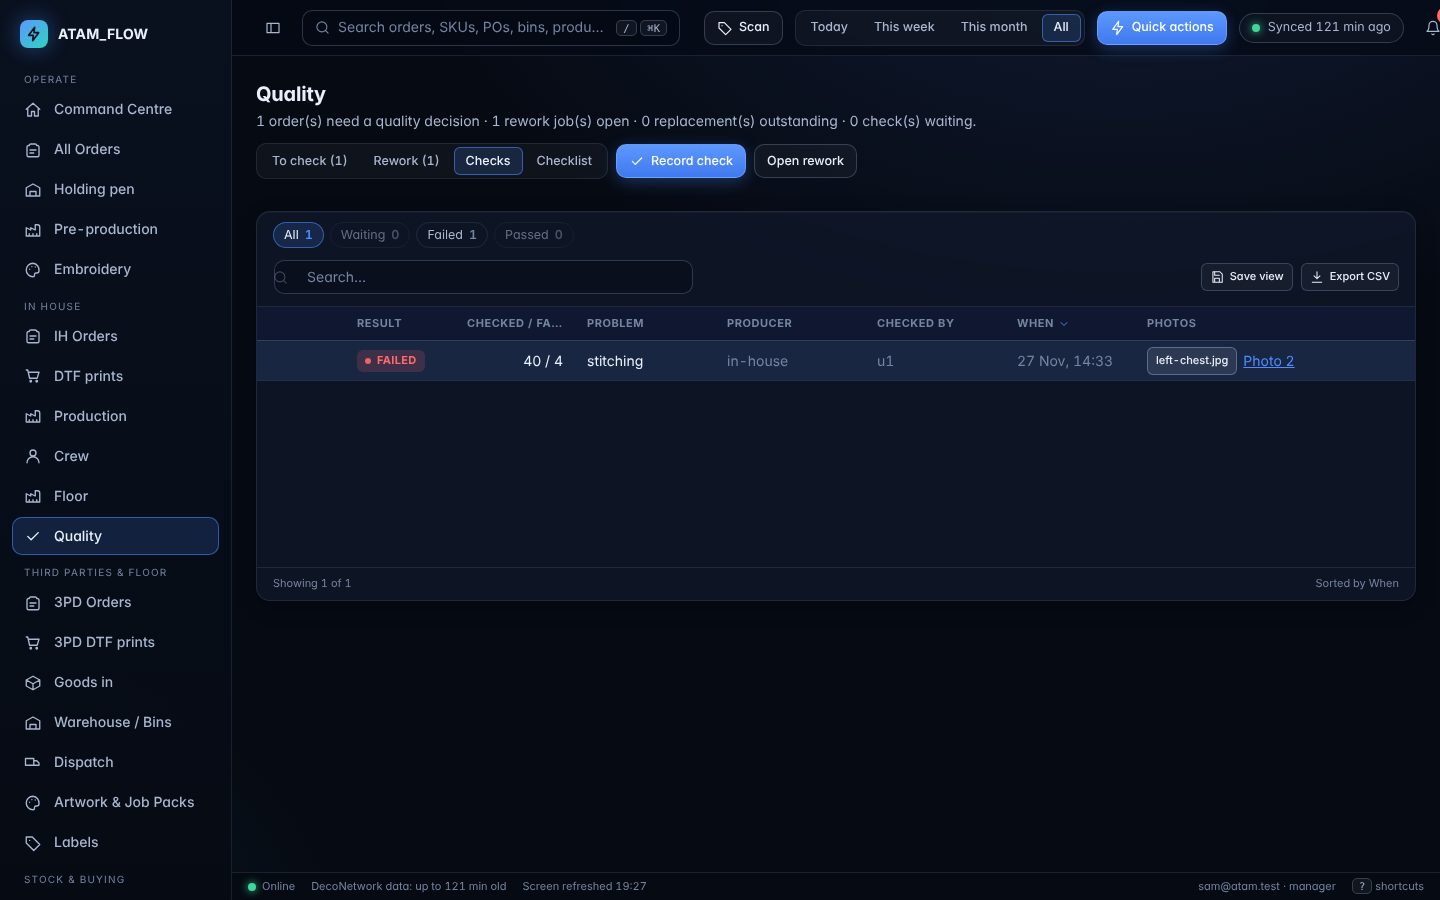 ATAM_FLOW
OPERATE
Command Centre
All Orders
Holding pen
Pre-production
Embroidery
IN HOUSE
IH Orders
DTF prints
Production
Crew
Floor
Quality
THIRD PARTIES & FLOOR
3PD Orders
3PD DTF prints
Goods in
Warehouse / Bins
Dispatch
Artwork & Job Packs
Labels
STOCK & BUYING
Search orders, SKUs, POs, bins, produ... / ⌘K
Scan
Today This week This month All
Quick actions
Synced 121 min ago
Quality
1 order(s) need a quality decision · 1 rework job(s) open · 0 replacement(s) outstanding · 0 check(s) waiting.
To check (1) Rework (1) Checks Checklist Record check Open rework
All 1 Waiting 0 Failed 1 Passed 0
Search... Save view Export CSV
RESULT CHECKED / FA... PROBLEM PRODUCER CHECKED BY WHEN PHOTOS
FAILED 40 / 4 stitching in-house u1 27 Nov, 14:33 left-chest.jpg Photo 2
Showing 1 of 1 Sorted by When
Online DecoNetwork data: up to 121 min old Screen refreshed 19:27 sam@atam.test · manager ? shortcuts